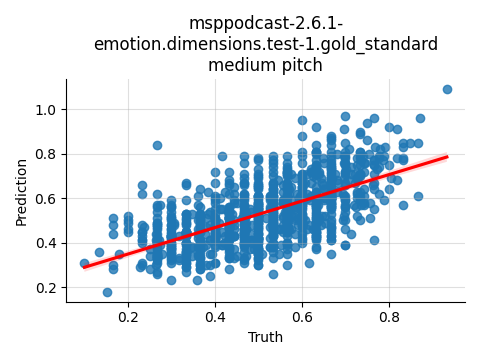 msppodcast-2.6.1-
emotion.dimensions.test-1.gold_standard
medium pitch
1.0
0.8
0.6
0.4
0.2
Prediction
0.2 0.4 0.6 0.8
Truth